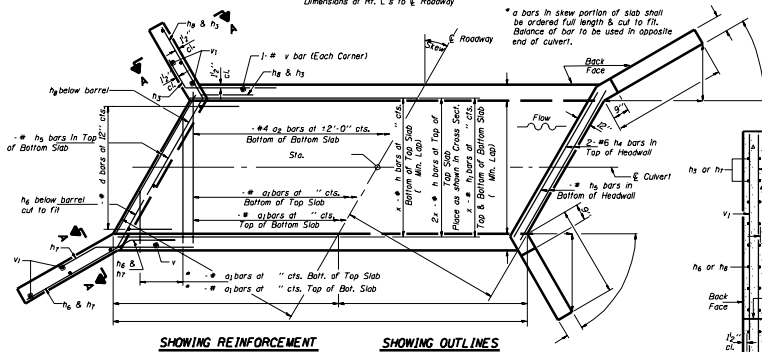 Dimensions at Rt. L's to ℄ Roadway
* a bars in skew portion of slab shall
be ordered full length & cut to fit.
Balance of bar to be used in opposite
end of culvert.
h8 & h3
A
1½"
cl.
v1
1½"
cl.
A
1-# v bar (Each Corner)
h8 & h3
Skew
℄ Roadway
Back
Face
h8 below barrel
h3
-# h5 bars in Top
of Bottom Slab
-# d bars at 12" cts.
-#4 a2 bars at ±2'-0" cts.
Bottom of Bottom Slab
Sta.
x -# h bars at " cts.
Bottom of Top Slab
( Min. Lap)
2x -# h bars at Top of
Top Slab
Place as shown in Cross Sect.
x -# h1 bars at " cts.
Top & Bottom of Bottom Slab
( Min. Lap)
Flow
12"
9"
2-#6 h4 bars in
Top of Headwall
℄ Culvert
-# h5 bars in
Bottom of Headwall
9"
h6 below barrel
cut to fit
-# a1 bars at " cts.
Bottom of Top Slab
-# a1 bars at " cts.
Top of Bottom Slab
A
h7
v1
A
h6 &
h7
v
h6 & h7
* -# a1 bars at " cts. Bott. of Top Slab
* -# a1 bars at " cts. Top of Bot. Slab
h3 or h7
v1
h6 or h8
Back
Face
1½"
cl.
SHOWING REINFORCEMENT
SHOWING OUTLINES